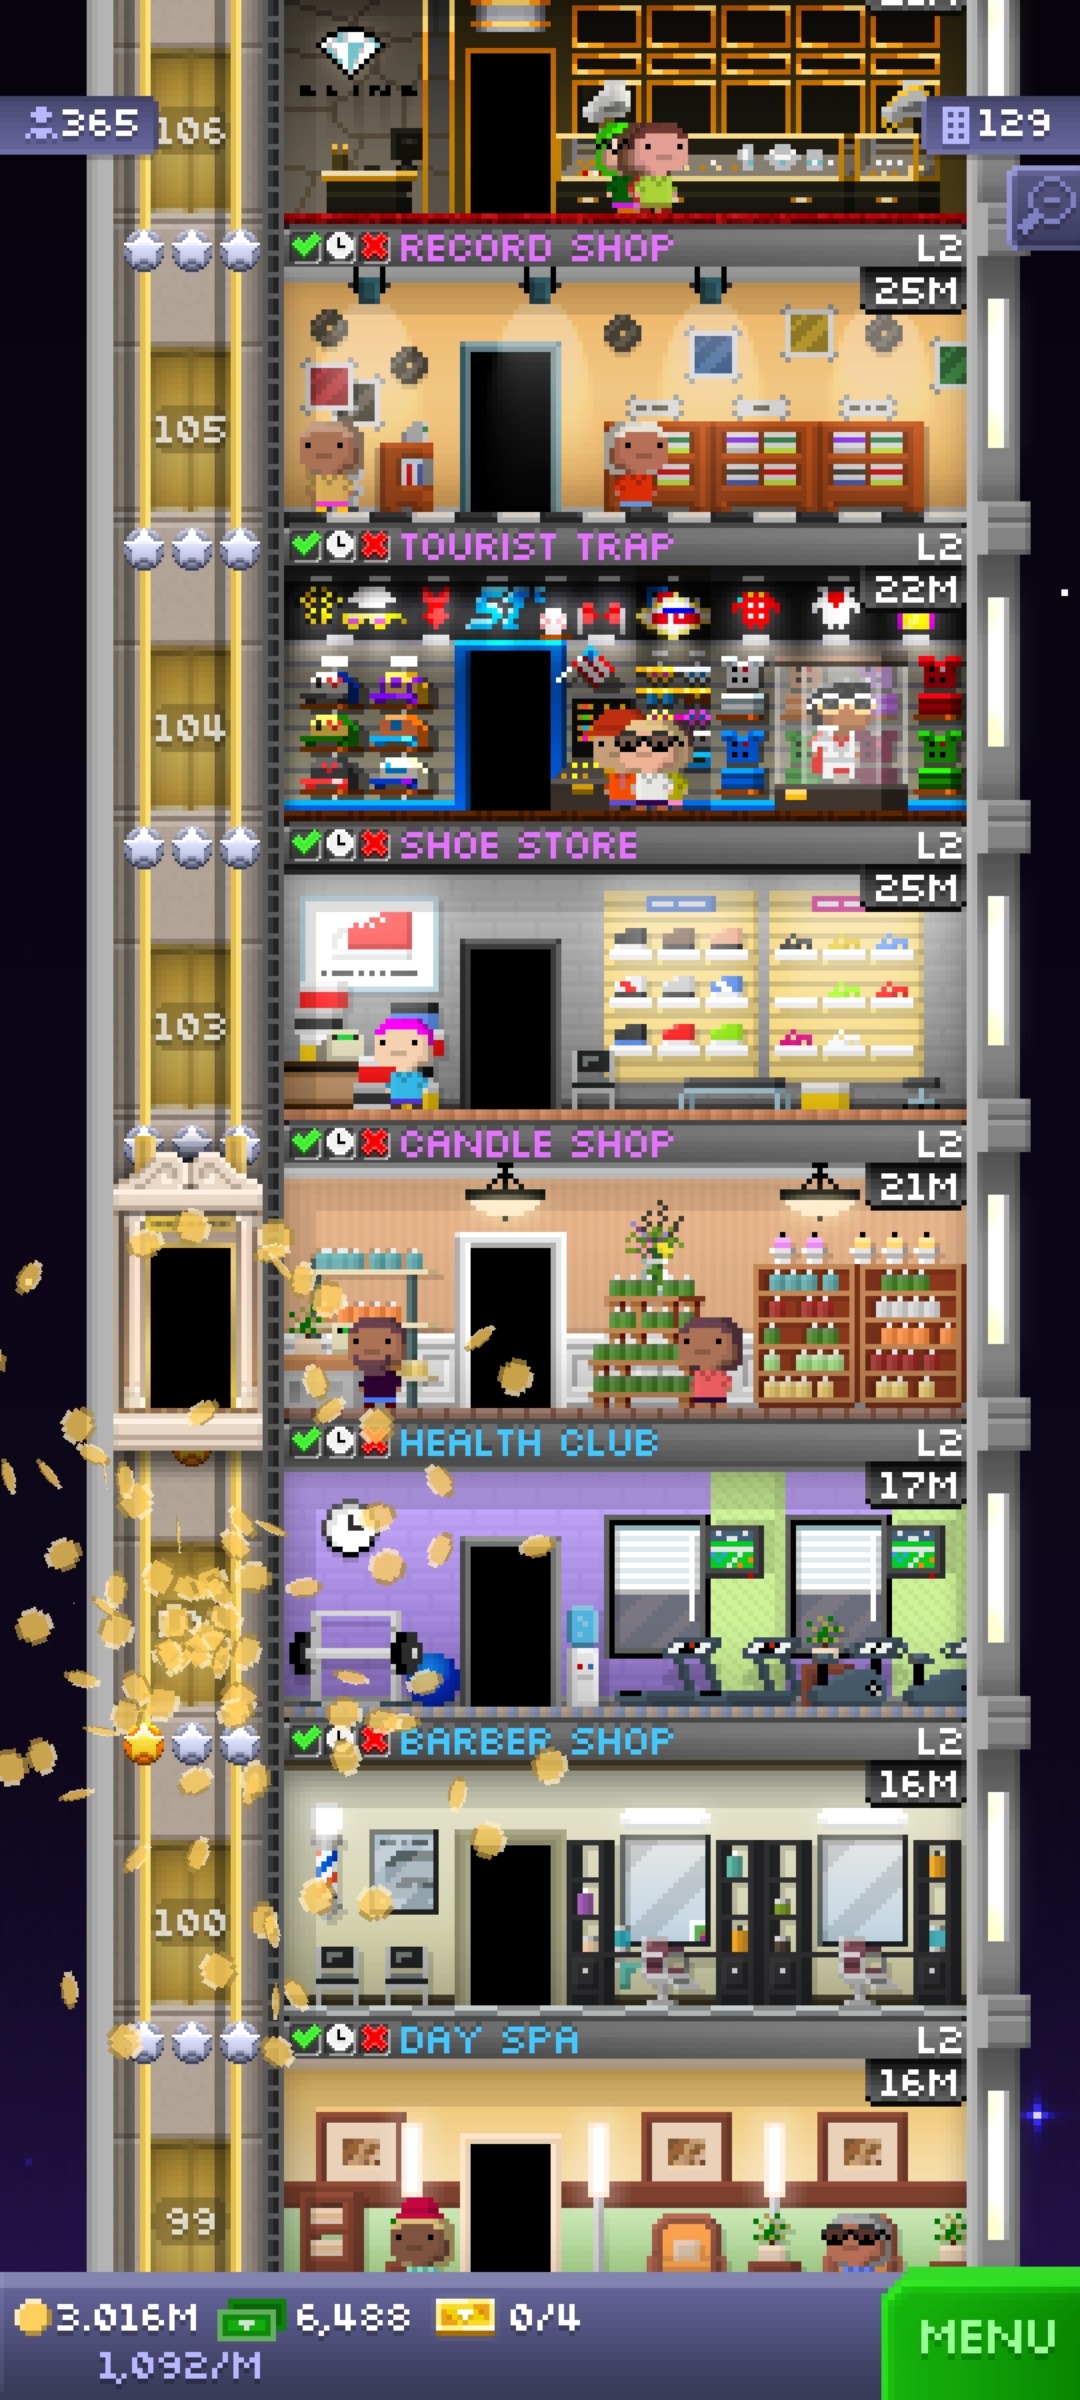 365
106
129
RECORD SHOP L2
25M
105
TOURIST TRAP L2
22M
104
SHOE STORE L2
25M
103
CANDLE SHOP L2
21M
HEALTH CLUB L2
17M
BARBER SHOP L2
16M
100
DAY SPA L2
16M
99
3.016M 6,488 0/4
MENU
1,092/M